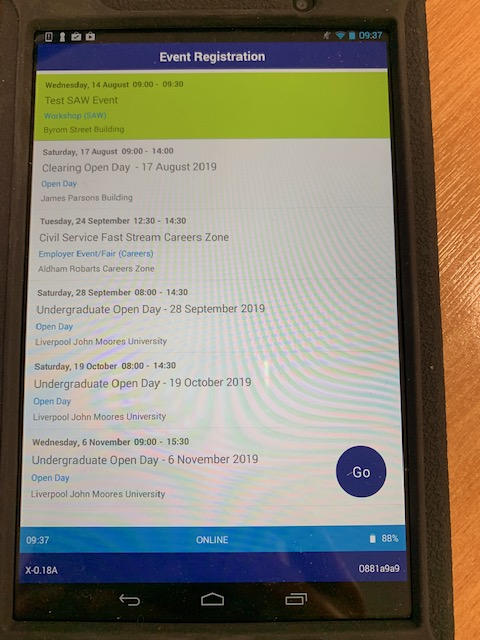 09:37
Event Registration
Wednesday, 14 August 09:00 - 09:30
Test SAW Event
Workshop (SAW)
Byrom Street Building
Saturday, 17 August 09:00 - 14:00
Clearing Open Day - 17 August 2019
Open Day
James Parsons Building
Tuesday, 24 September 12:30 - 14:30
Civil Service Fast Stream Careers Zone
Employer Event/Fair (Careers)
Aldham Robarts Careers Zone
Saturday, 28 September 08:00 - 14:30
Undergraduate Open Day - 28 September 2019
Open Day
Liverpool John Moores University
Saturday, 19 October 08:00 - 14:30
Undergraduate Open Day - 19 October 2019
Open Day
Liverpool John Moores University
Wednesday, 6 November 09:00 - 15:30
Undergraduate Open Day - 6 November 2019
Open Day
Liverpool John Moores University
Go
09:37 ONLINE 88%
X-0.18A 0881a9a9